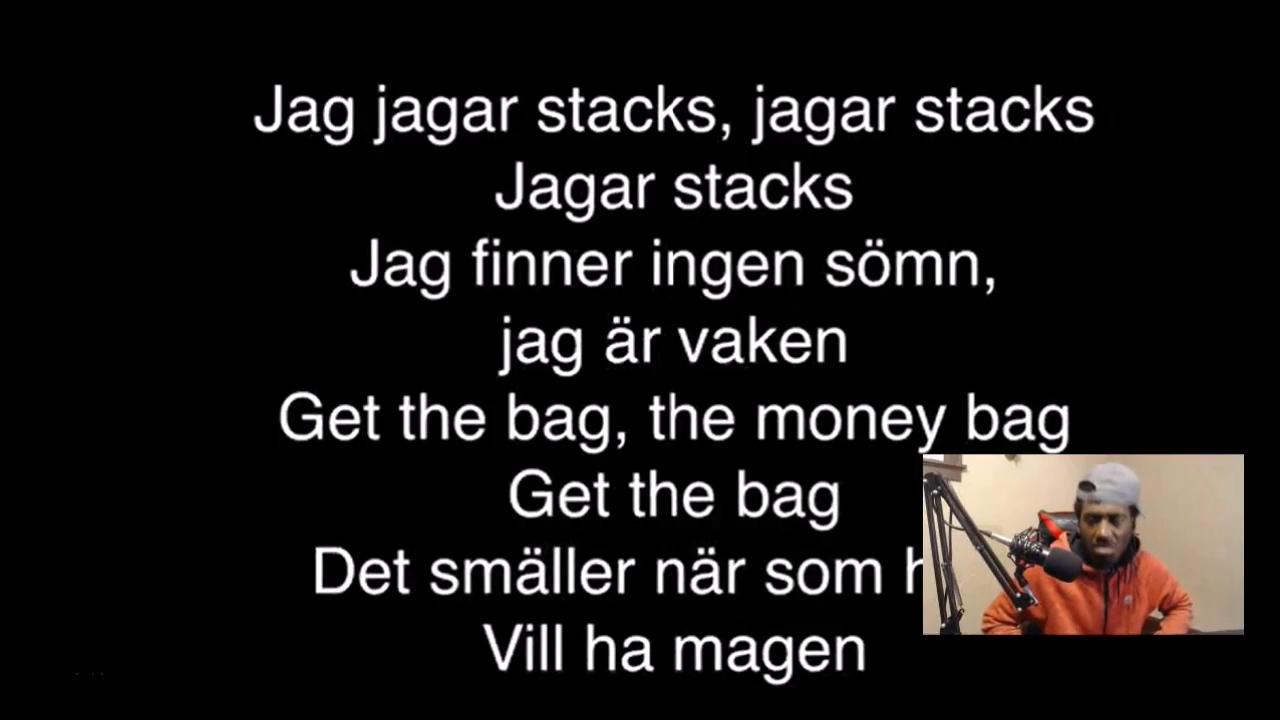 Jag jagar stacks, jagar stacks
Jagar stacks
Jag finner ingen sömn,
jag är vaken
Get the bag, the money bag
Get the bag
Det smäller när som
Vill ha magen